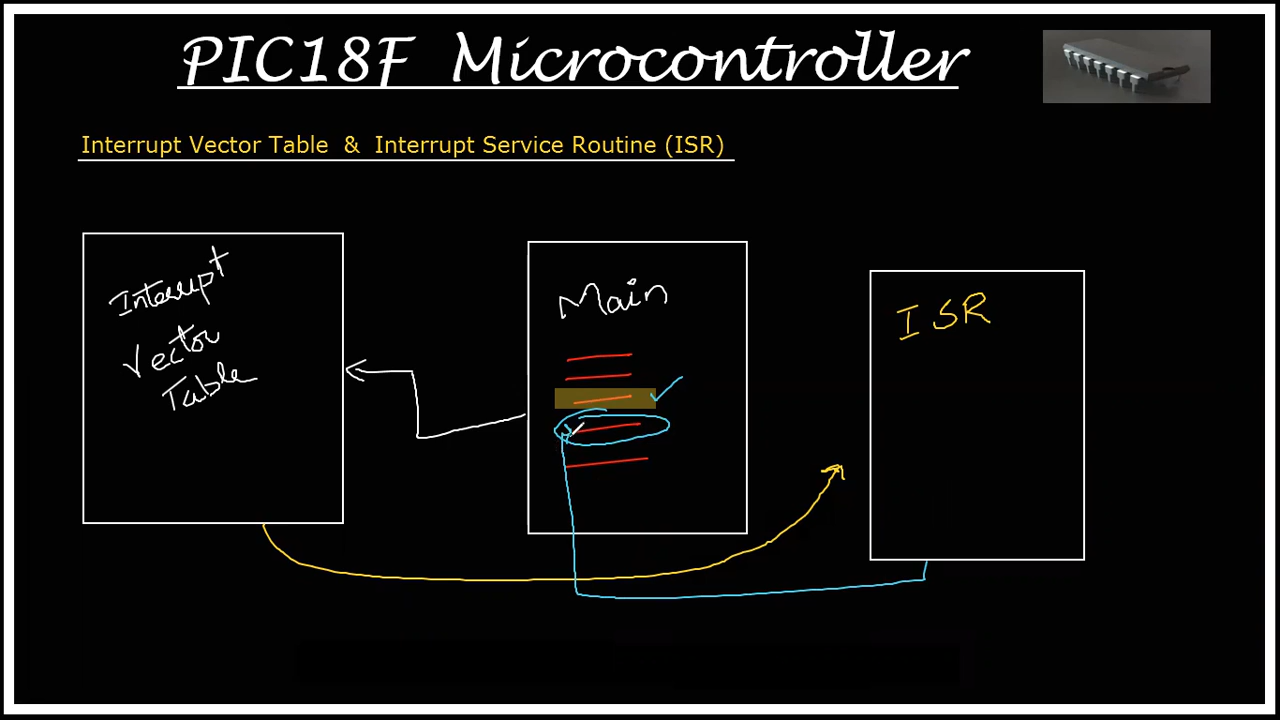 PIC18F Microcontroller
Interrupt Vector Table & Interrupt Service Routine (ISR)
Interrupt
Vector
Table
Main
ISR